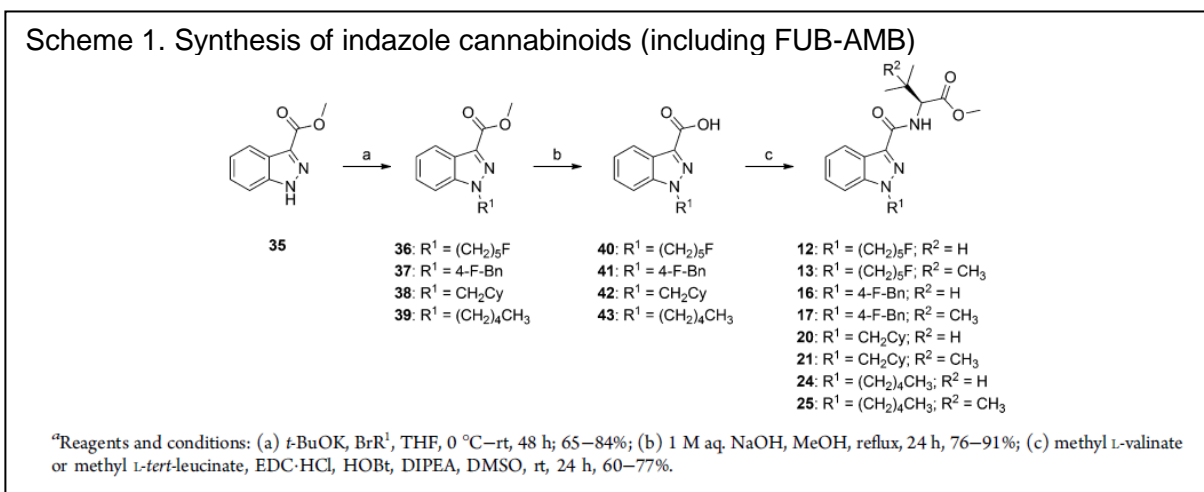 Scheme 1. Synthesis of indazole cannabinoids (including FUB-AMB)
R²
O
O
O
NH
O
O
N
N
H
a
O
O
N
N
R¹
b
O
OH
N
N
R¹
c
O
N
N
R¹
35
36: R¹ = (CH₂)₅F
37: R¹ = 4-F-Bn
38: R¹ = CH₂Cy
39: R¹ = (CH₂)₄CH₃
40: R¹ = (CH₂)₅F
41: R¹ = 4-F-Bn
42: R¹ = CH₂Cy
43: R¹ = (CH₂)₄CH₃
12: R¹ = (CH₂)₅F; R² = H
13: R¹ = (CH₂)₅F; R² = CH₃
16: R¹ = 4-F-Bn; R² = H
17: R¹ = 4-F-Bn; R² = CH₃
20: R¹ = CH₂Cy; R² = H
21: R¹ = CH₂Cy; R² = CH₃
24: R¹ = (CH₂)₄CH₃; R² = H
25: R¹ = (CH₂)₄CH₃; R² = CH₃
ᵃReagents and conditions: (a) t-BuOK, BrR¹, THF, 0 °C−rt, 48 h; 65−84%; (b) 1 M aq. NaOH, MeOH, reflux, 24 h, 76−91%; (c) methyl L-valinate
or methyl L-tert-leucinate, EDC·HCl, HOBt, DIPEA, DMSO, rt, 24 h, 60−77%.